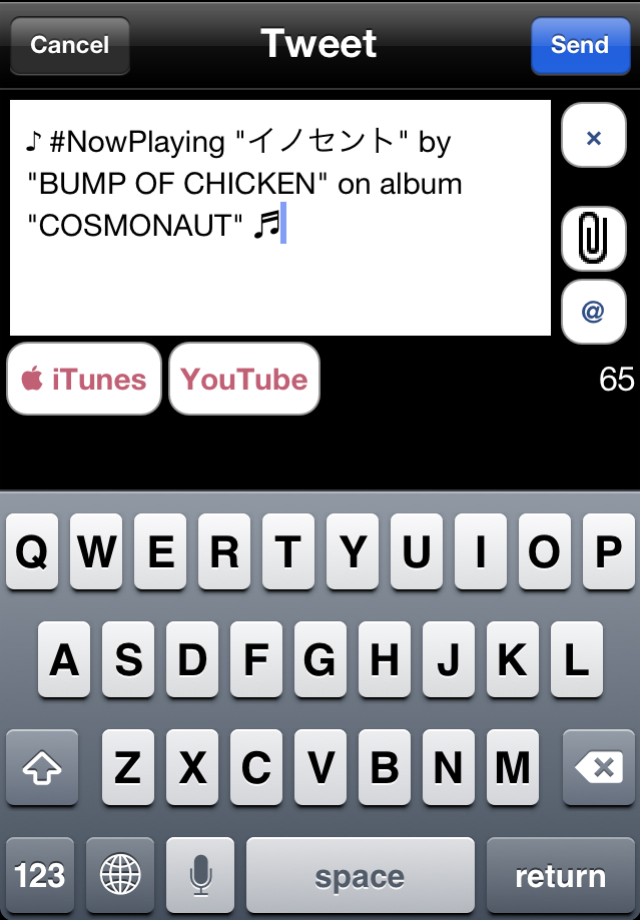 Cancel Tweet Send
♪ #NowPlaying "イノセント" by
"BUMP OF CHICKEN" on album
"COSMONAUT" ♬
×
@
iTunes YouTube 65
Q W E R T Y U I O P
A S D F G H J K L
Z X C V B N M
123 space return